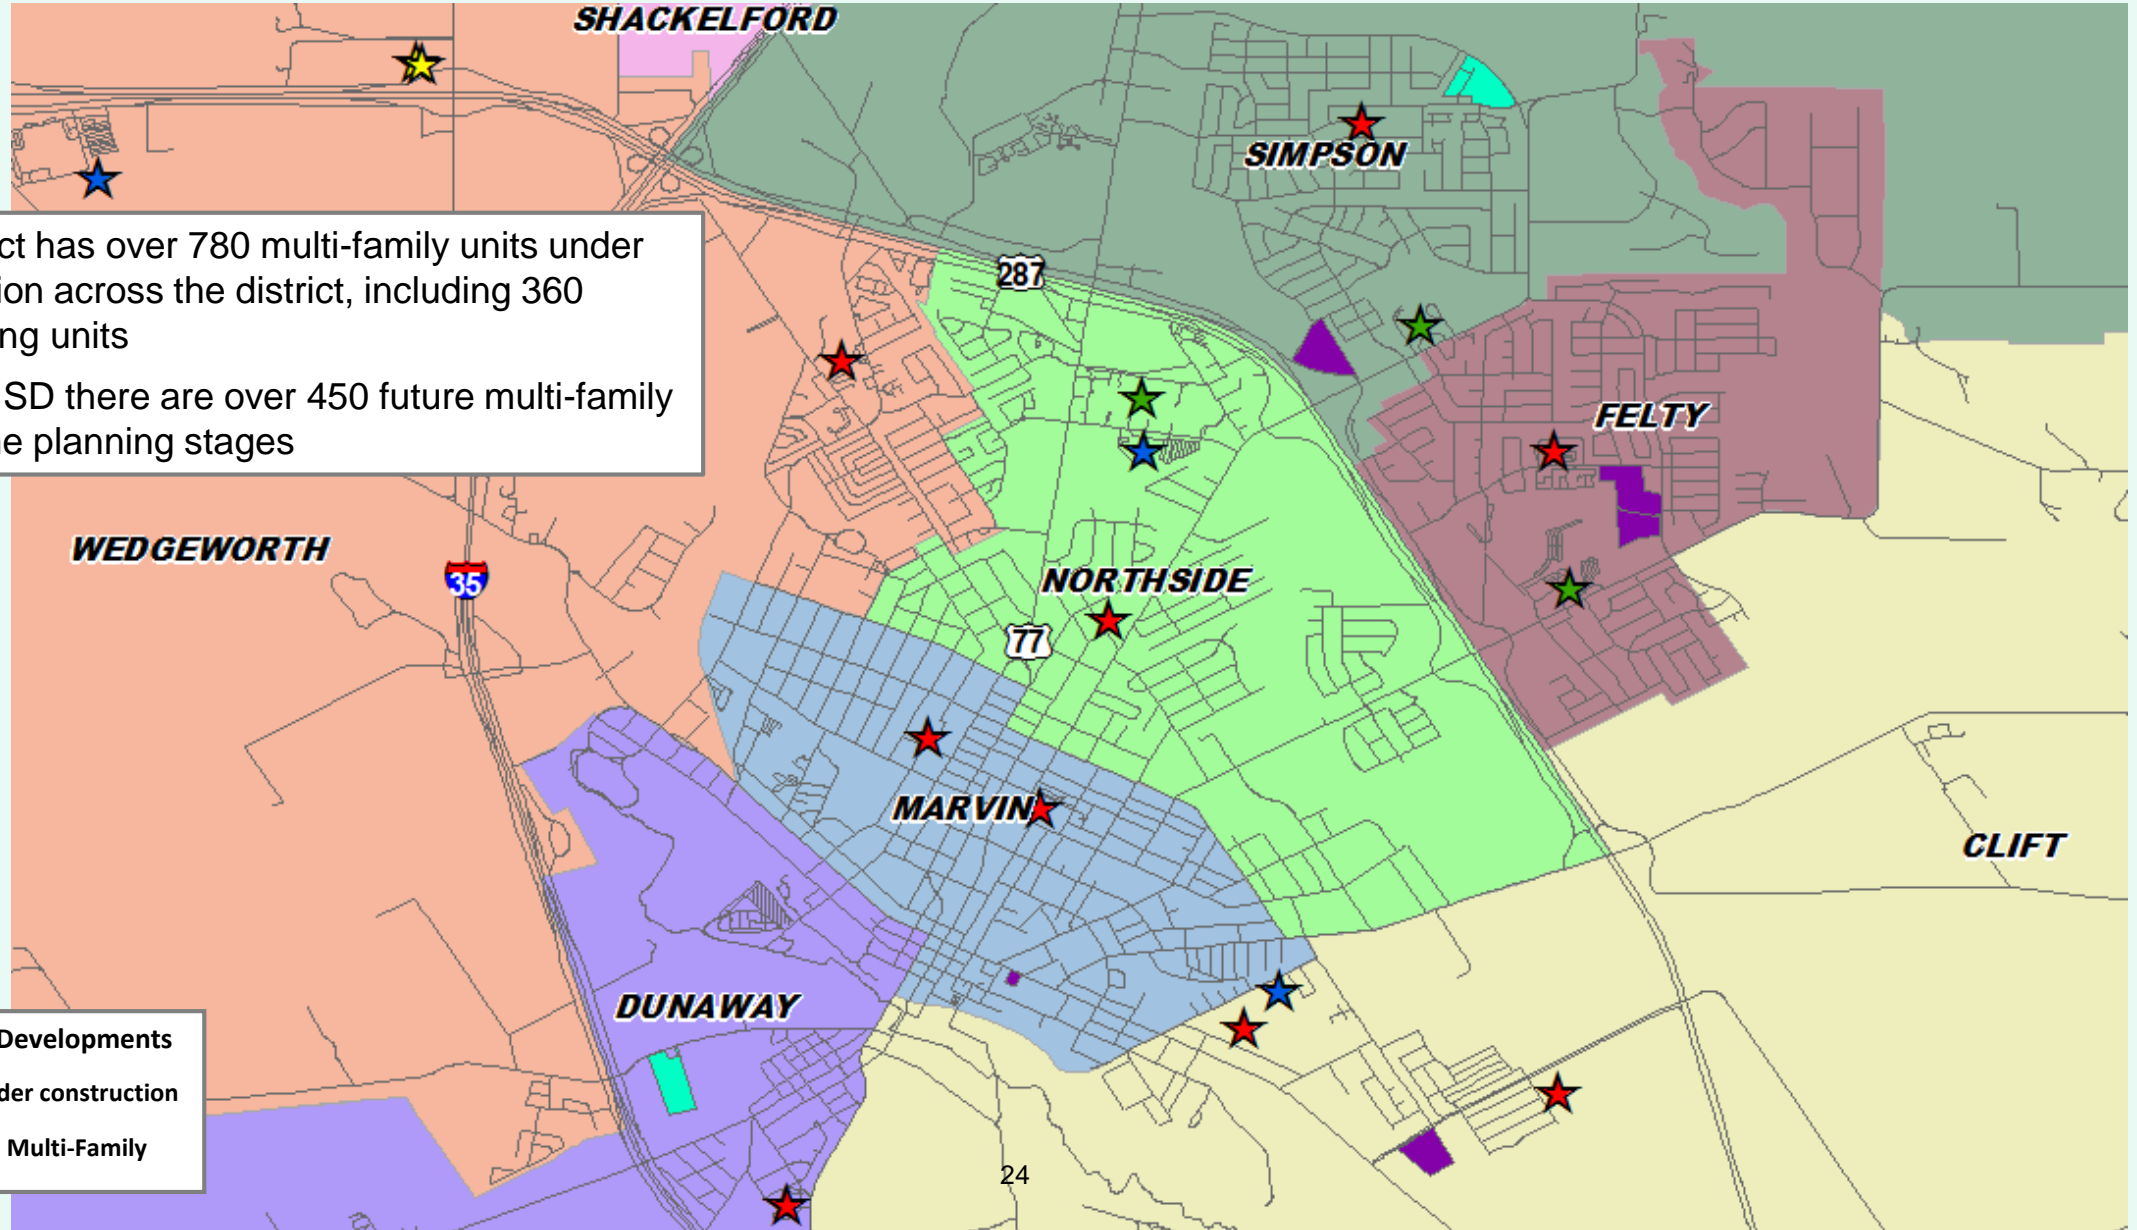 SHACKELFORD
SIMPSON
ct has over 780 multi-family units under
ion across the district, including 360
ng units
SD there are over 450 future multi-family
ne planning stages
287
FELTY
WEDGEWORTH
35
NORTHSIDE
77
MARVIN
CLIFT
DUNAWAY
Developments
der construction
Multi-Family
24